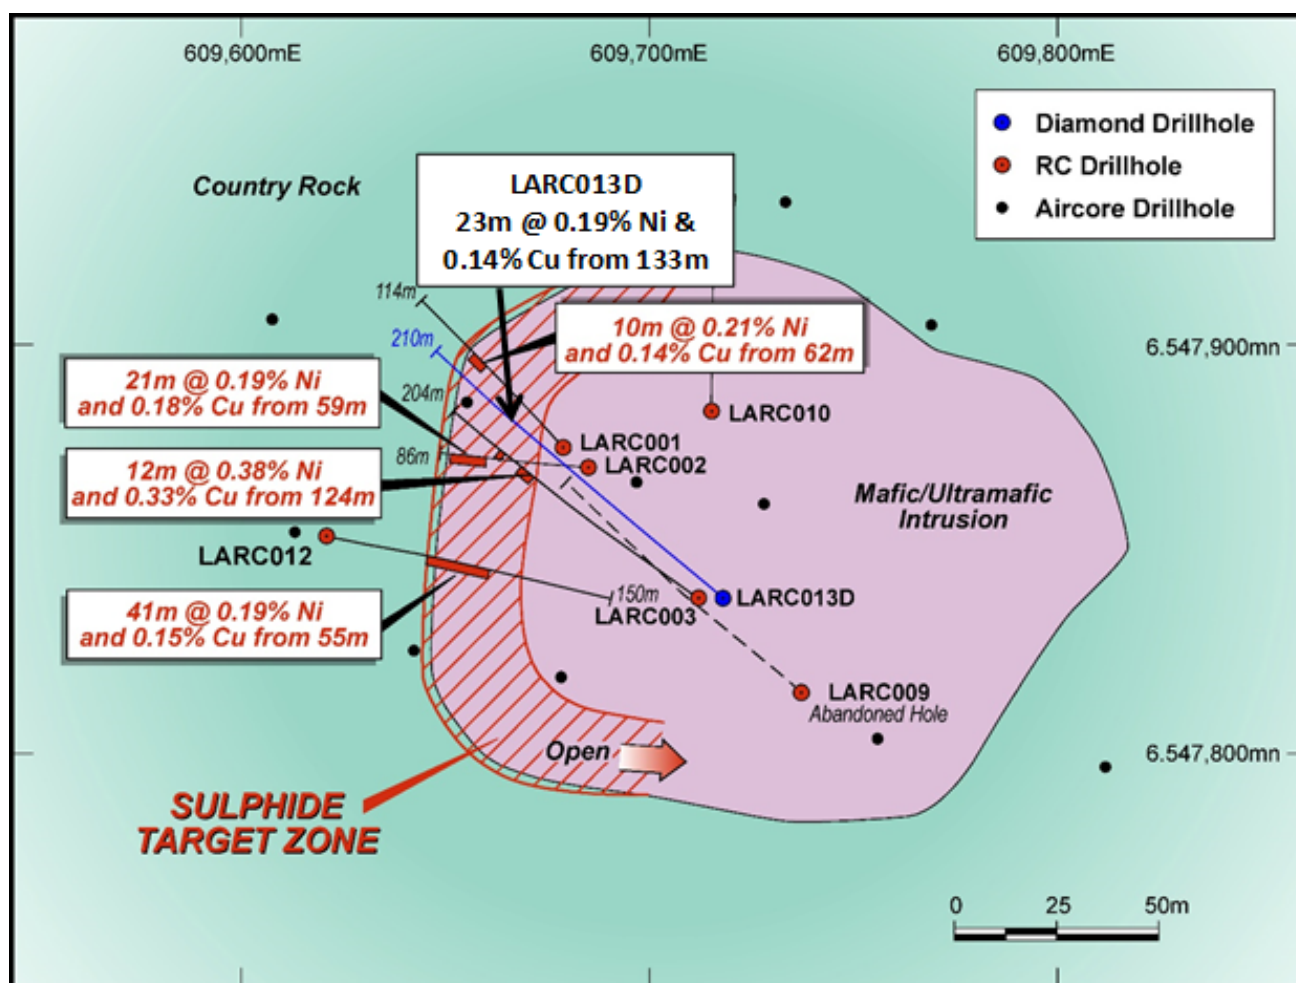 609,600mE
609,700mE
609,800mE
Diamond Drillhole
RC Drillhole
Aircore Drillhole
Country Rock
LARC013D
23m @ 0.19% Ni &
0.14% Cu from 133m
114m
210m
204m
86m
10m @ 0.21% Ni
and 0.14% Cu from 62m
6.547,900mn
21m @ 0.19% Ni
and 0.18% Cu from 59m
12m @ 0.38% Ni
and 0.33% Cu from 124m
LARC010
LARC001
LARC002
Mafic/Ultramafic
Intrusion
LARC012
41m @ 0.19% Ni
and 0.15% Cu from 55m
150m
LARC003
LARC013D
LARC009
Abandoned Hole
Open
6.547,800mn
SULPHIDE
TARGET ZONE
0 25 50m